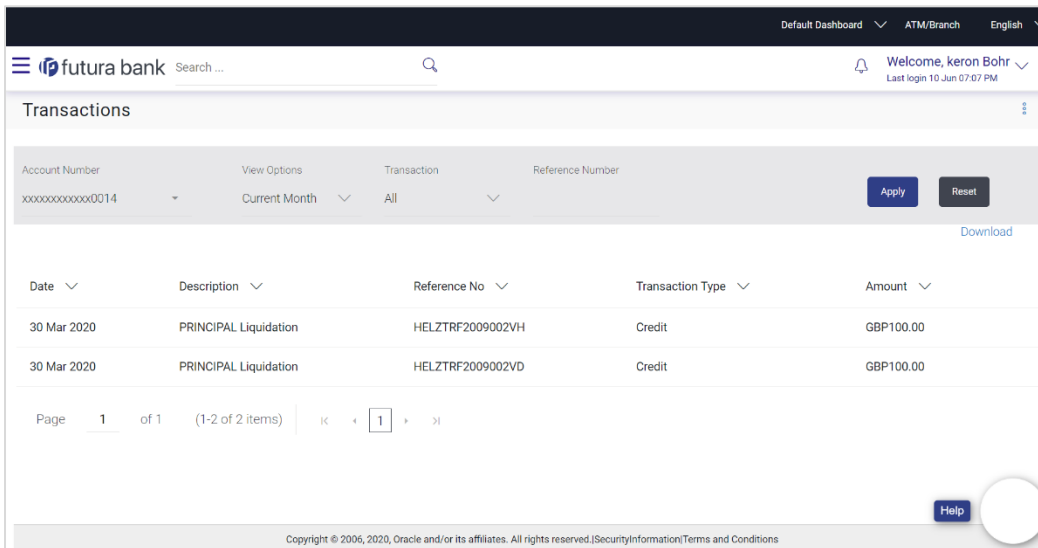 Default Dashboard ATM/Branch English
futura bank Search ... Welcome, keron Bohr
Last login 10 Jun 07:07 PM
Transactions
Account Number View Options Transaction Reference Number
xxxxxxxxxxxx0014 Current Month All Apply Reset
Download
Date Description Reference No Transaction Type Amount
30 Mar 2020 PRINCIPAL Liquidation HELZTRF2009002VH Credit GBP100.00
30 Mar 2020 PRINCIPAL Liquidation HELZTRF2009002VD Credit GBP100.00
Page 1 of 1 (1-2 of 2 items) 1
Help
Copyright © 2006, 2020, Oracle and/or its affiliates. All rights reserved.|SecurityInformation|Terms and Conditions